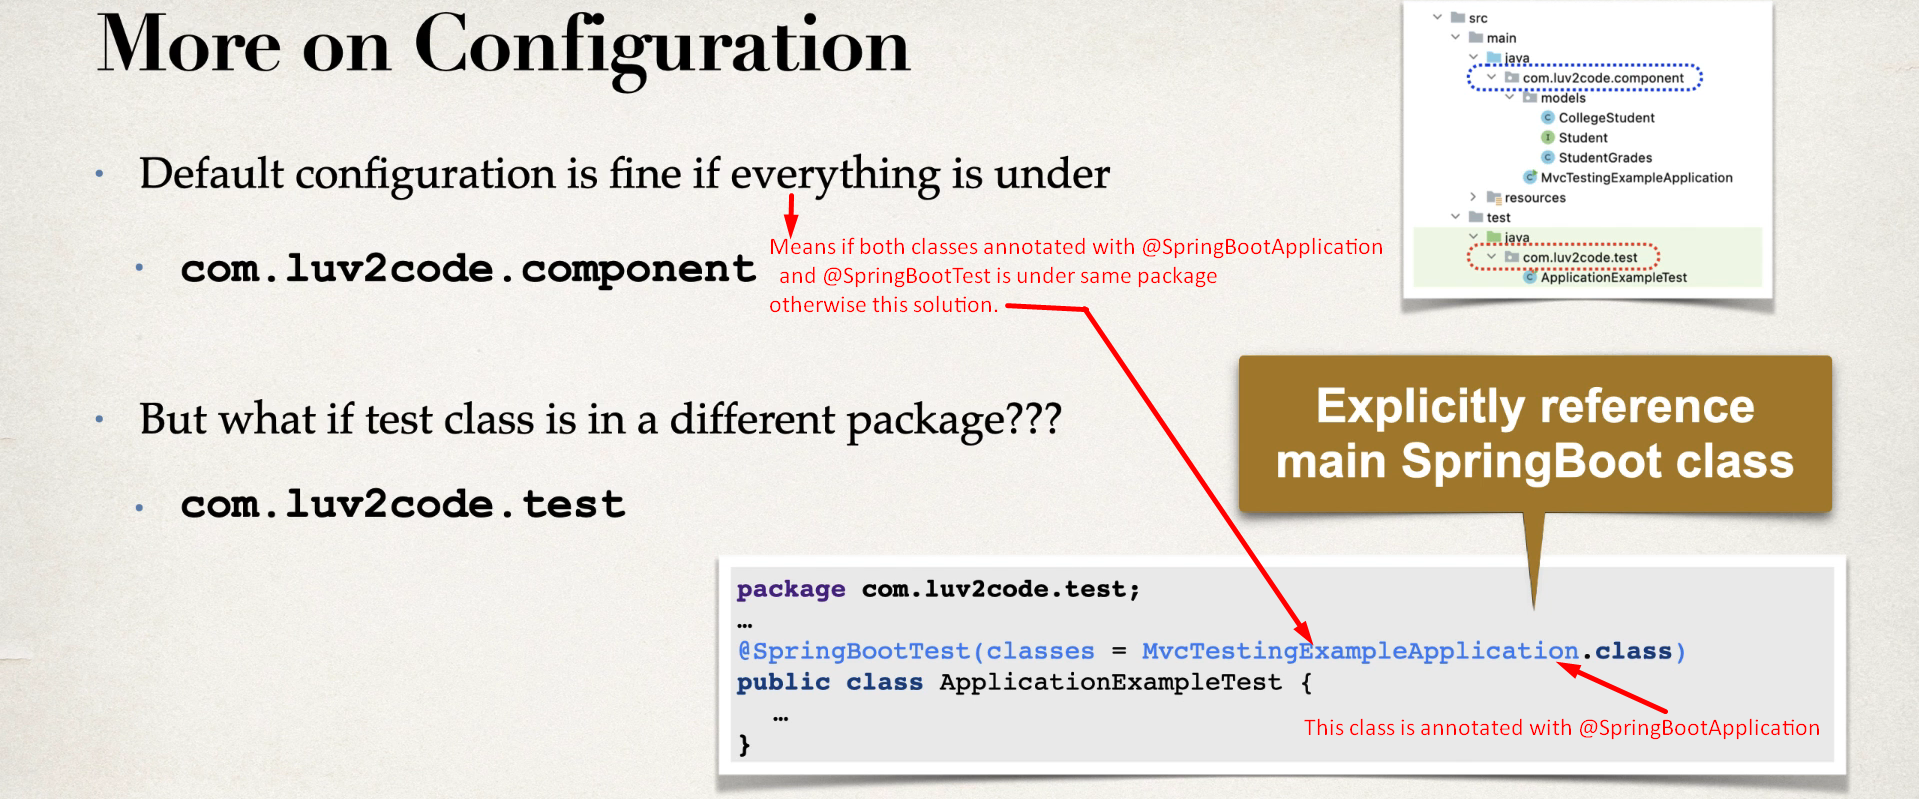 More on Configuration
• Default configuration is fine if everything is under
• com.luv2code.component
Means if both classes annotated with @SpringBootApplication
and @SpringBootTest is under same package
otherwise this solution.
• But what if test class is in a different package???
• com.luv2code.test
src
main
java
com.luv2code.component
models
C CollegeStudent
I Student
C StudentGrades
C MvcTestingExampleApplication
resources
test
java
com.luv2code.test
C ApplicationExampleTest
Explicitly reference
main SpringBoot class
package com.luv2code.test;
…
@SpringBootTest(classes = MvcTestingExampleApplication.class)
public class ApplicationExampleTest {
…
This class is annotated with @SpringBootApplication
}